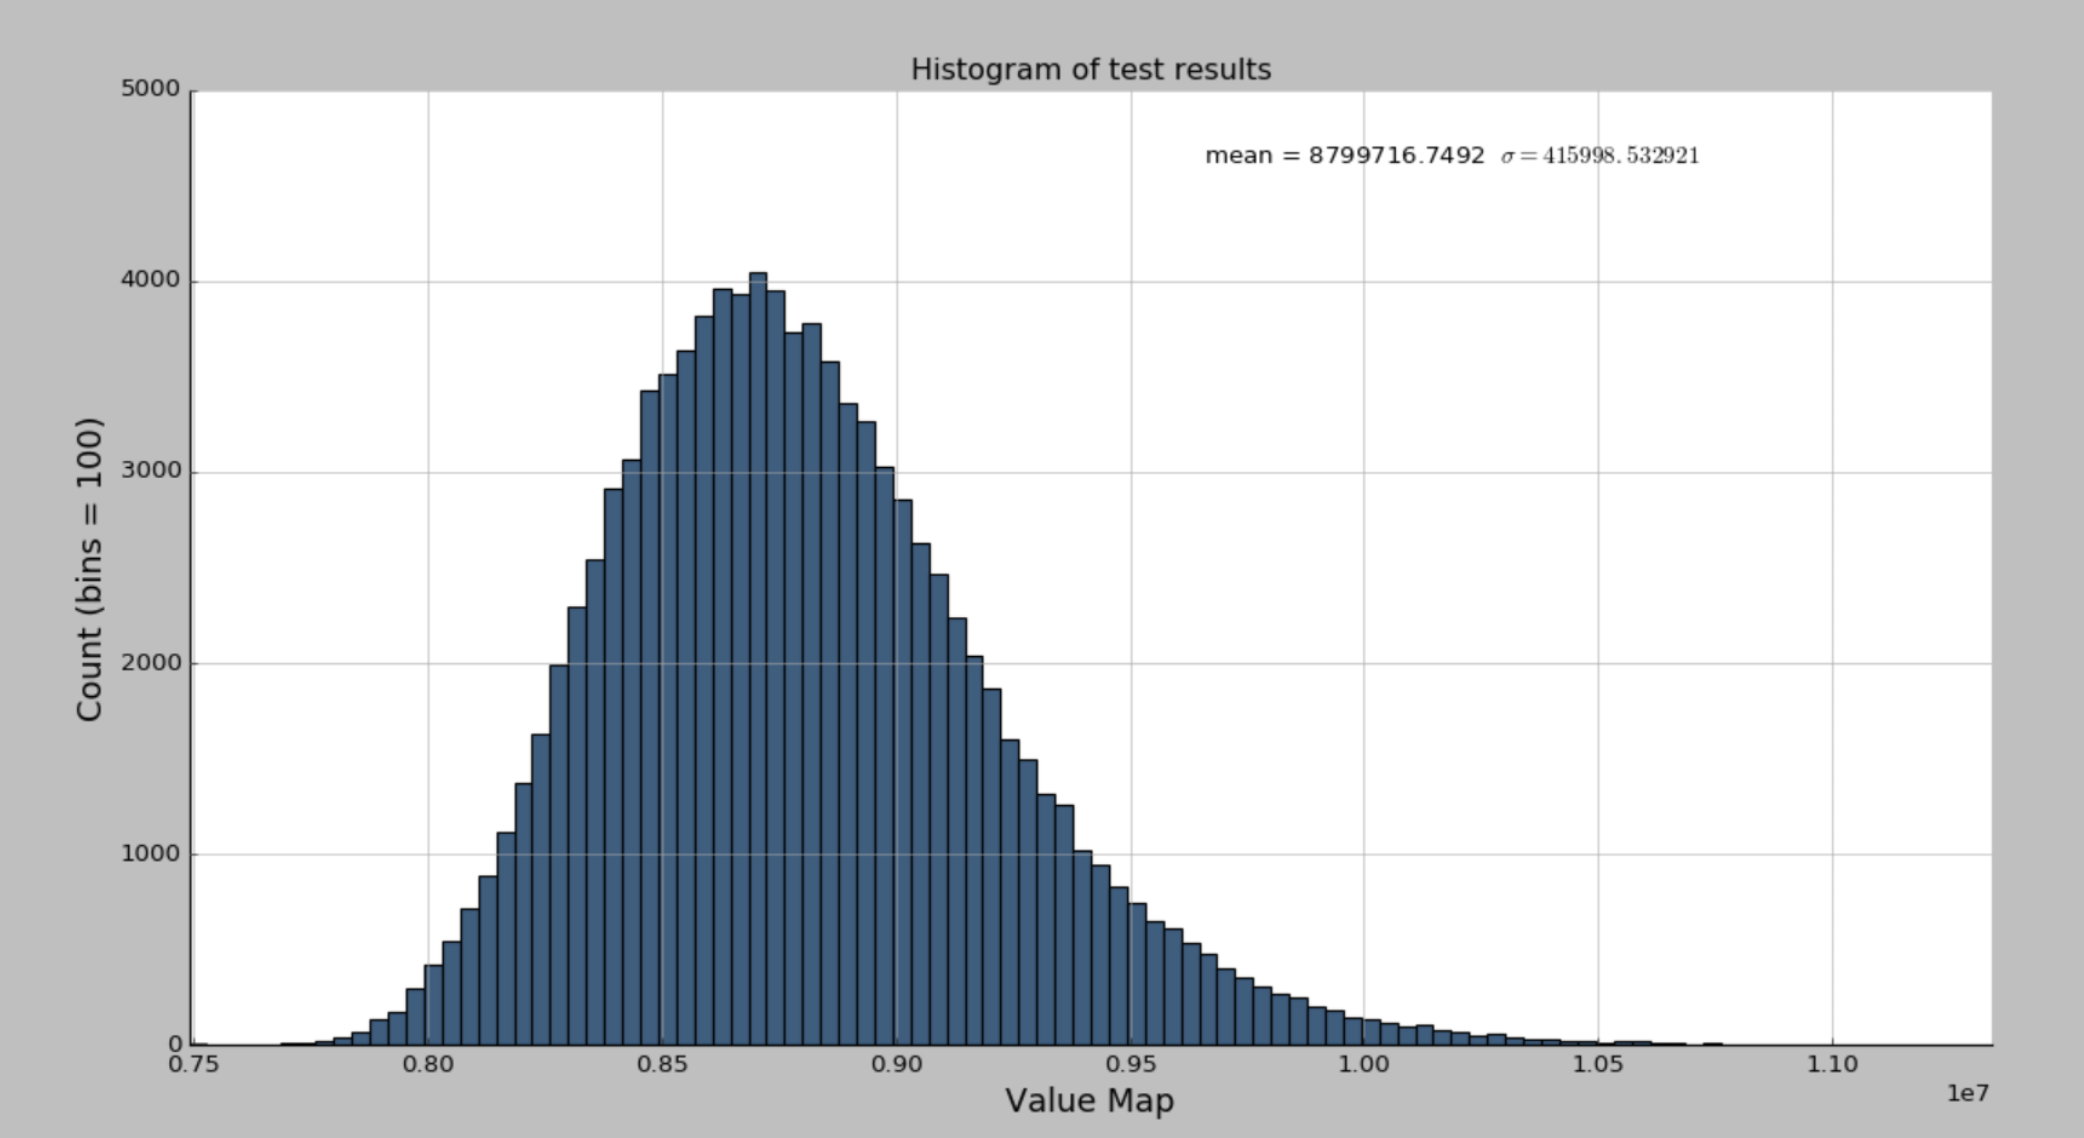 Histogram of test results
mean = 8799716.7492 σ = 415998.532921
Count (bins = 100)
5000
4000
3000
2000
1000
0
0.75 0.80 0.85 0.90 0.95 1.00 1.05 1.10
1e7
Value Map